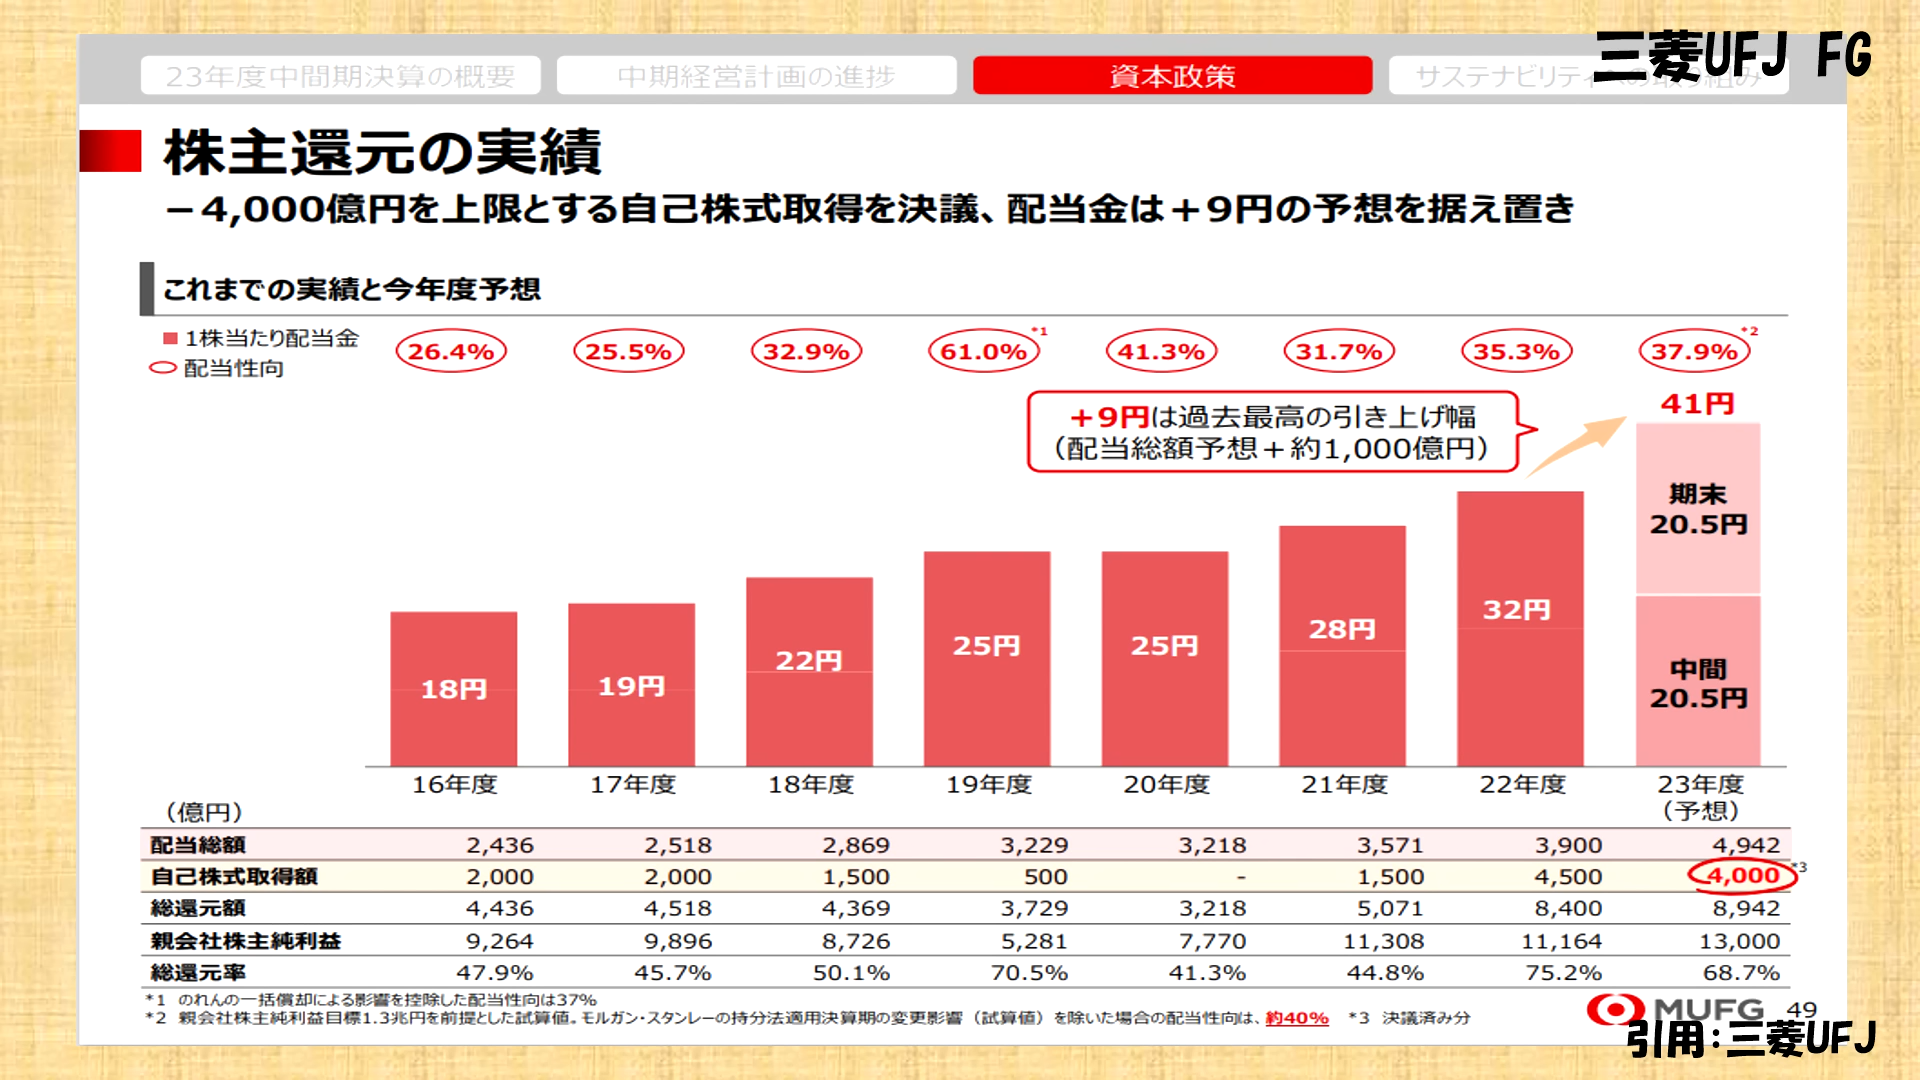 23年度中間期決算の概要 中期経営計画の進捗 資本政策 サステナビリティへの取り組み
三菱UFJ FG
株主還元の実績
－4,000億円を上限とする自己株式取得を決議、配当金は＋9円の予想を据え置き
これまでの実績と今年度予想
1株当たり配当金
配当性向
26.4% 25.5% 32.9% 61.0% *1 41.3% 31.7% 35.3% 37.9% *2
＋9円は過去最高の引き上げ幅
（配当総額予想＋約1,000億円）
41円
期末
20.5円
中間
20.5円
18円 19円 22円 25円 25円 28円 32円
16年度 17年度 18年度 19年度 20年度 21年度 22年度 23年度
（予想）
（億円）
配当総額 2,436 2,518 2,869 3,229 3,218 3,571 3,900 4,942
自己株式取得額 2,000 2,000 1,500 500 - 1,500 4,500 4,000 *3
総還元額 4,436 4,518 4,369 3,729 3,218 5,071 8,400 8,942
親会社株主純利益 9,264 9,896 8,726 5,281 7,770 11,308 11,164 13,000
総還元率 47.9% 45.7% 50.1% 70.5% 41.3% 44.8% 75.2% 68.7%
*1 のれんの一括償却による影響を控除した配当性向は37%
*2 親会社株主純利益目標1.3兆円を前提とした試算値。モルガン・スタンレーの持分法適用決算期の変更影響（試算値）を除いた場合の配当性向は、約40% *3 決議済み分
MUFG 49
引用：三菱UFJ